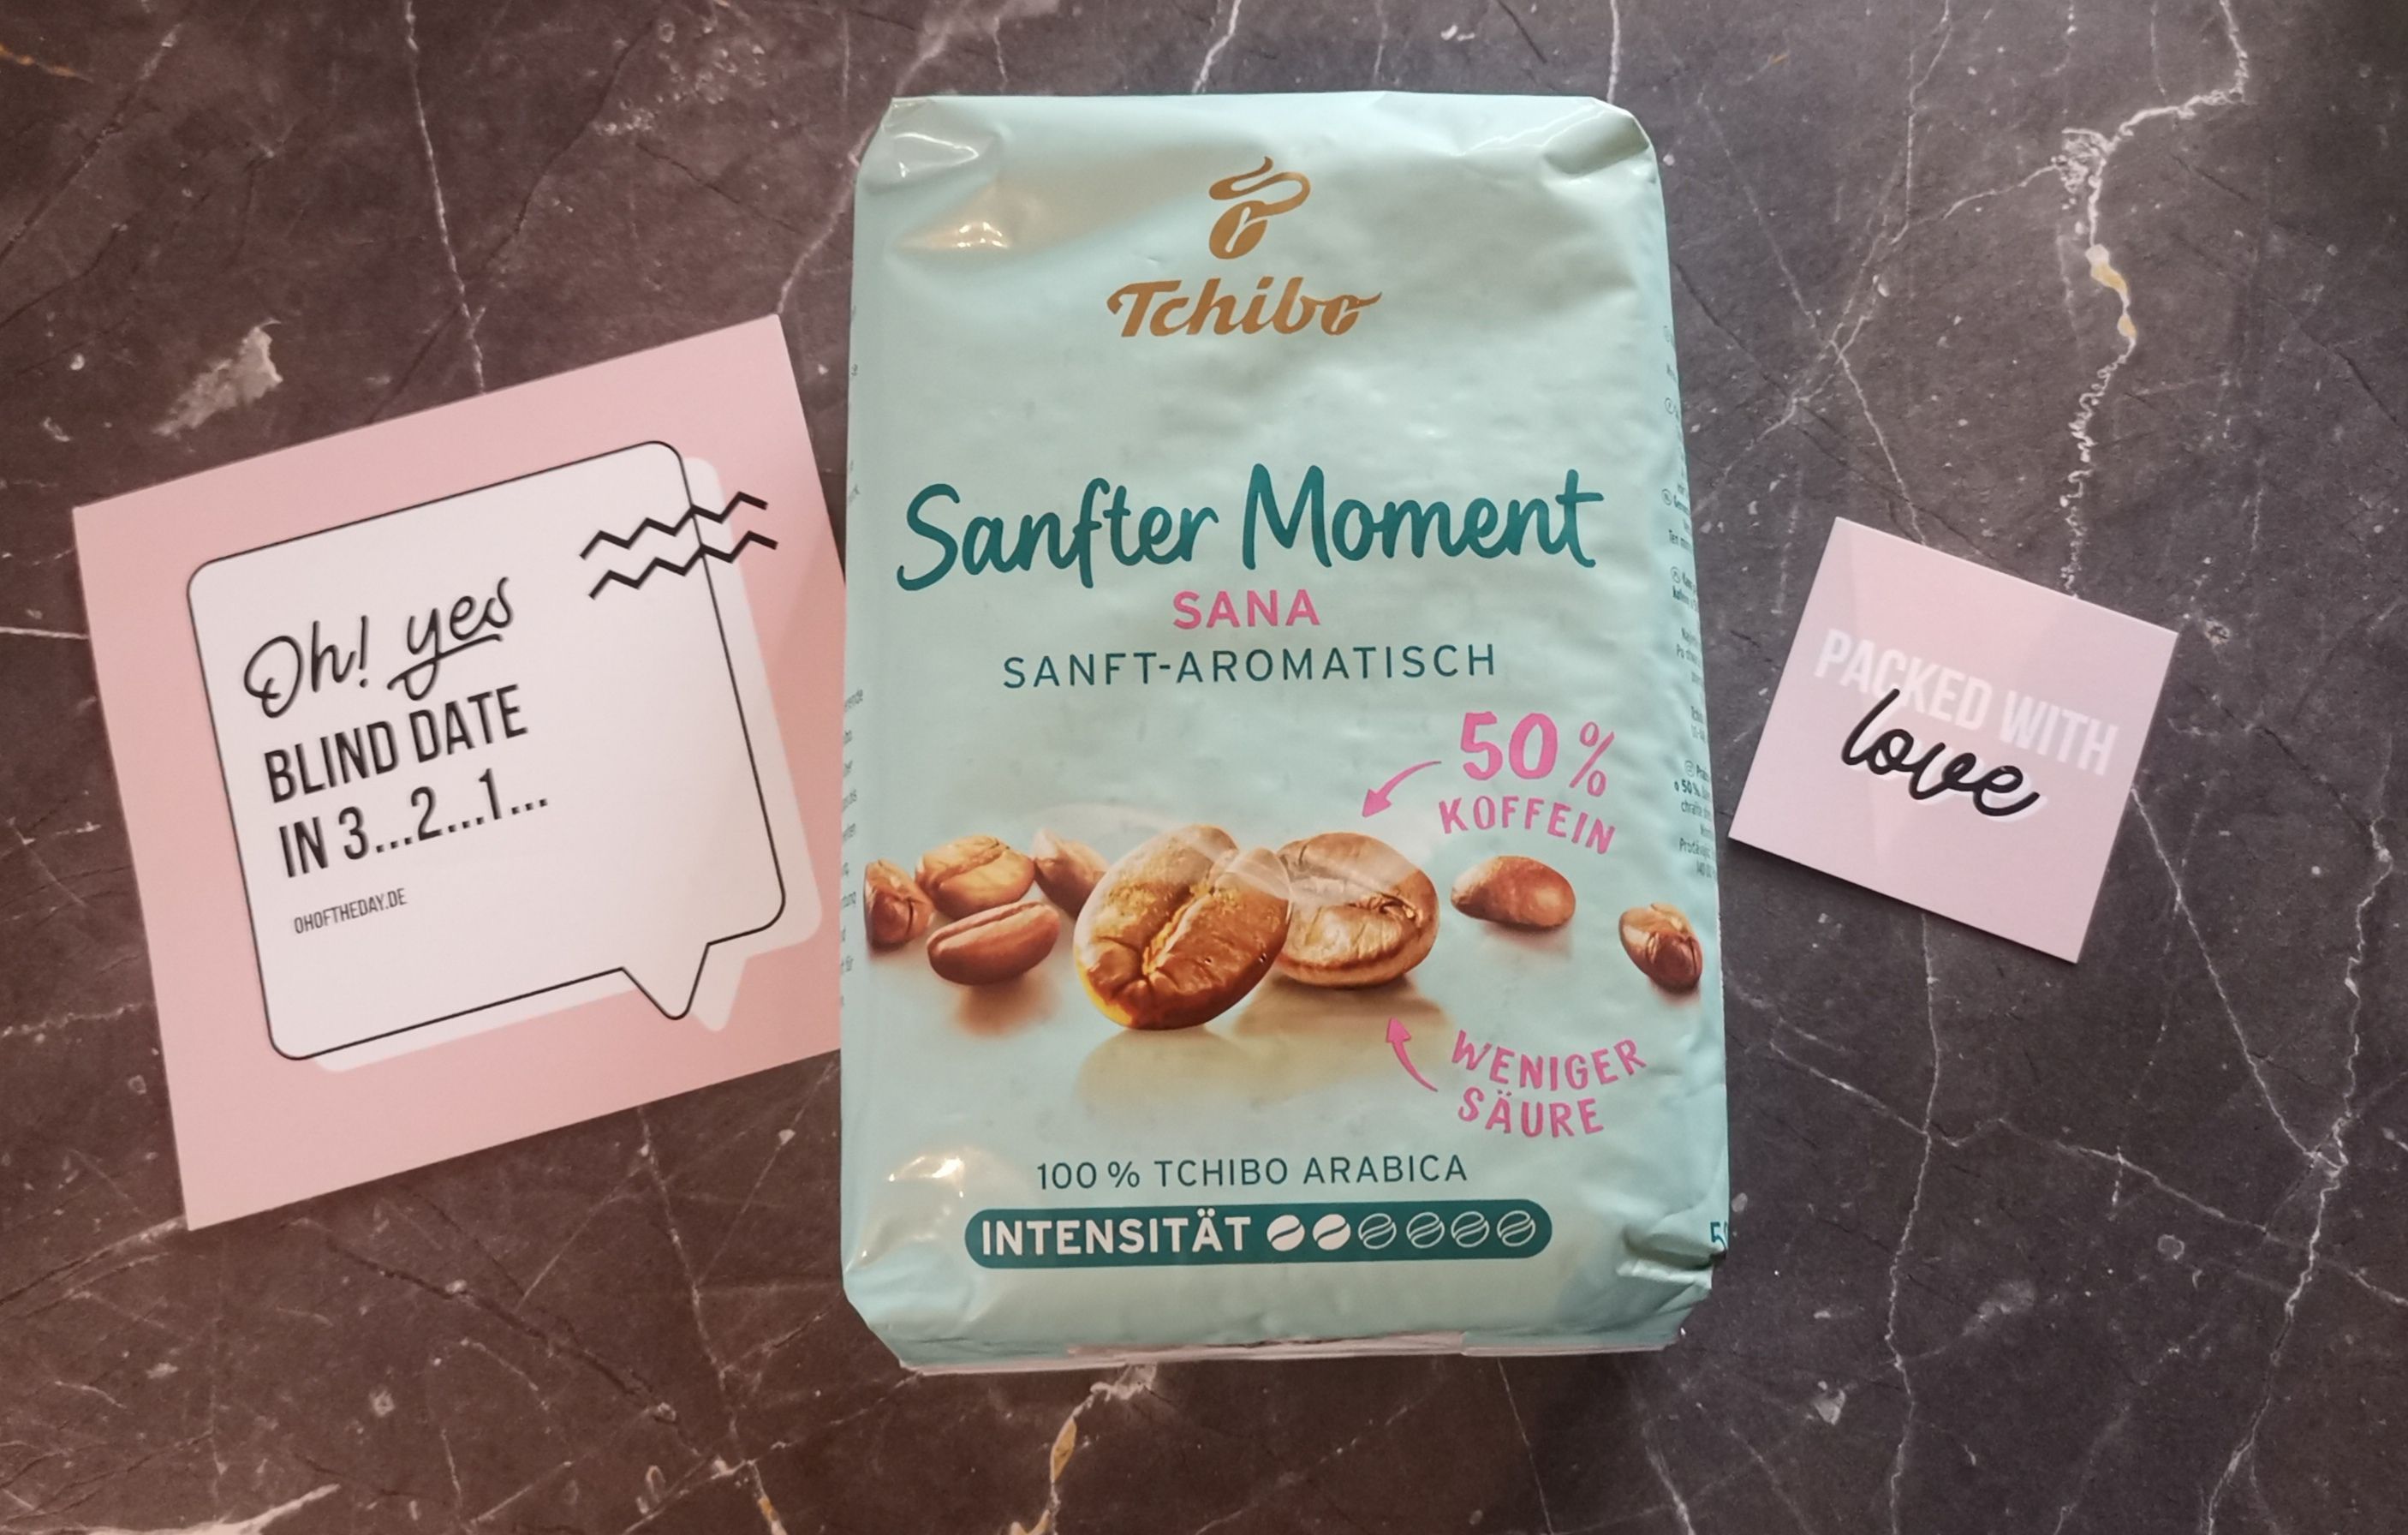 Oh! yes
BLIND DATE
IN 3...2...1...
OHOFTHEDAY.DE
Tchibo
Sanfter Moment
SANA
SANFT-AROMATISCH
50%
KOFFEIN
WENIGER
SÄURE
100 % TCHIBO ARABICA
INTENSITÄT
PACKED WITH
love